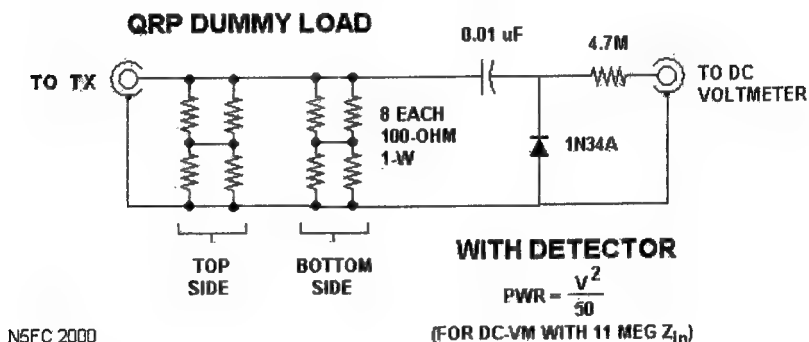 QRP DUMMY LOAD
0.01 uF
4.7M
TO TX
TO DC
VOLTMETER
8 EACH
100-OHM
1-W
1N34A
TOP
SIDE
BOTTOM
SIDE
WITH DETECTOR
PWR = V²/50
(FOR DC-VM WITH 11 MEG Zin)
N5FC 2000